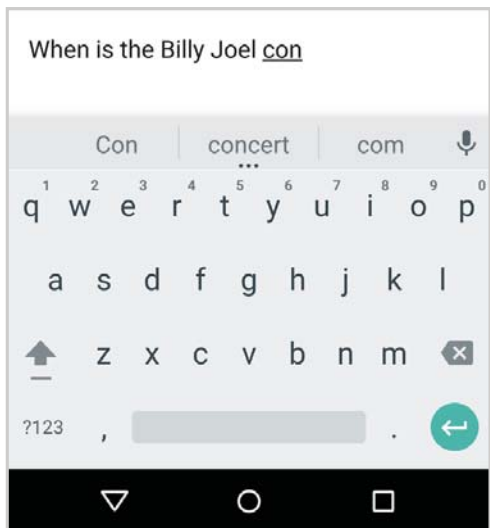 When is the Billy Joel con
Con concert com
1 2 3 4 5 6 7 8 9 0
q w e r t y u i o p
a s d f g h j k l
z x c v b n m
?123 , .